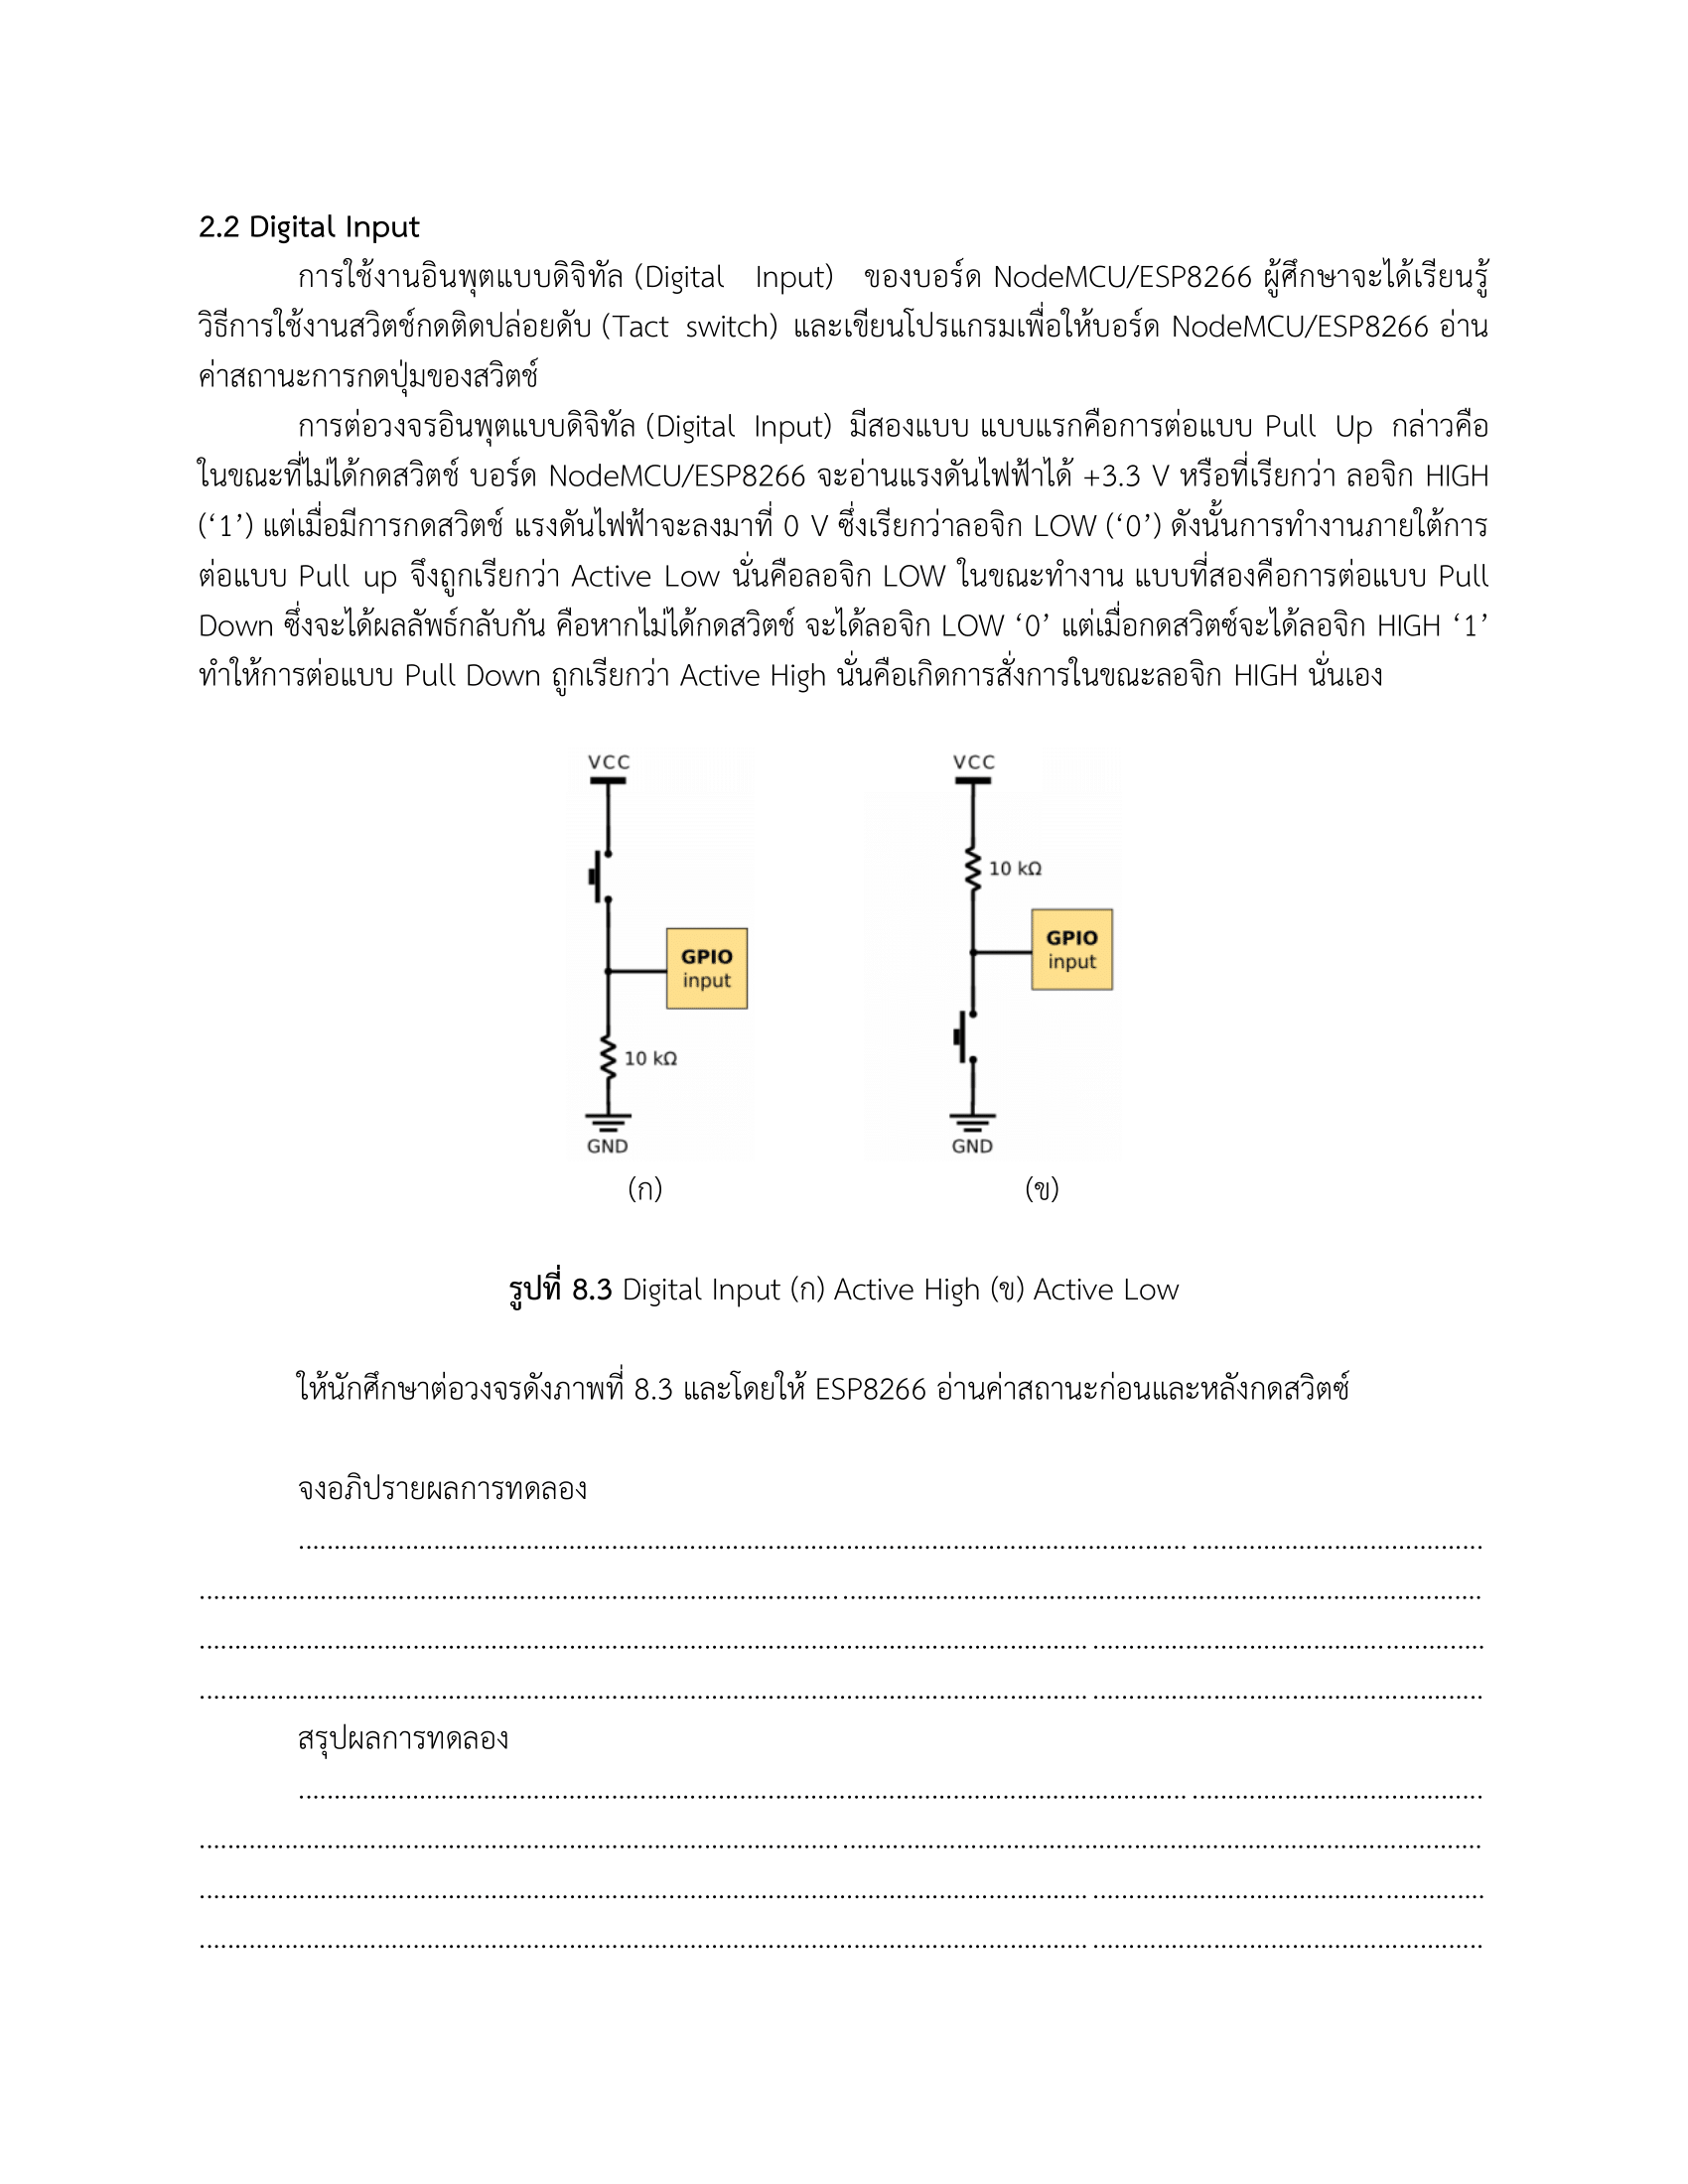 2.2 Digital Input
การใช้งานอินพุตแบบดิจิทัล (Digital Input) ของบอร์ด NodeMCU/ESP8266 ผู้ศึกษาจะได้เรียนรู้
วิธีการใช้งานสวิตช์กดติดปล่อยดับ (Tact switch) และเขียนโปรแกรมเพื่อให้บอร์ด NodeMCU/ESP8266 อ่าน
ค่าสถานะการกดปุ่มของสวิตช์
การต่อวงจรอินพุตแบบดิจิทัล (Digital Input) มีสองแบบ แบบแรกคือการต่อแบบ Pull Up กล่าวคือ
ในขณะที่ไม่ได้กดสวิตช์ บอร์ด NodeMCU/ESP8266 จะอ่านแรงดันไฟฟ้าได้ +3.3 V หรือที่เรียกว่า ลอจิก HIGH
(‘1’) แต่เมื่อมีการกดสวิตช์ แรงดันไฟฟ้าจะลงมาที่ 0 V ซึ่งเรียกว่าลอจิก LOW (‘0’) ดังนั้นการทำงานภายใต้การ
ต่อแบบ Pull up จึงถูกเรียกว่า Active Low นั่นคือลอจิก LOW ในขณะทำงาน แบบที่สองคือการต่อแบบ Pull
Down ซึ่งจะได้ผลลัพธ์กลับกัน คือหากไม่ได้กดสวิตช์ จะได้ลอจิก LOW ‘0’ แต่เมื่อกดสวิตซ์จะได้ลอจิก HIGH ‘1’
ทำให้การต่อแบบ Pull Down ถูกเรียกว่า Active High นั่นคือเกิดการสั่งการในขณะลอจิก HIGH นั่นเอง
VCC
GPIO
input
10 kΩ
GND
(ก)
VCC
10 kΩ
GPIO
input
GND
(ข)
รูปที่ 8.3 Digital Input (ก) Active High (ข) Active Low
ให้นักศึกษาต่อวงจรดังภาพที่ 8.3 และโดยให้ ESP8266 อ่านค่าสถานะก่อนและหลังกดสวิตซ์
จงอภิปรายผลการทดลอง
สรุปผลการทดลอง